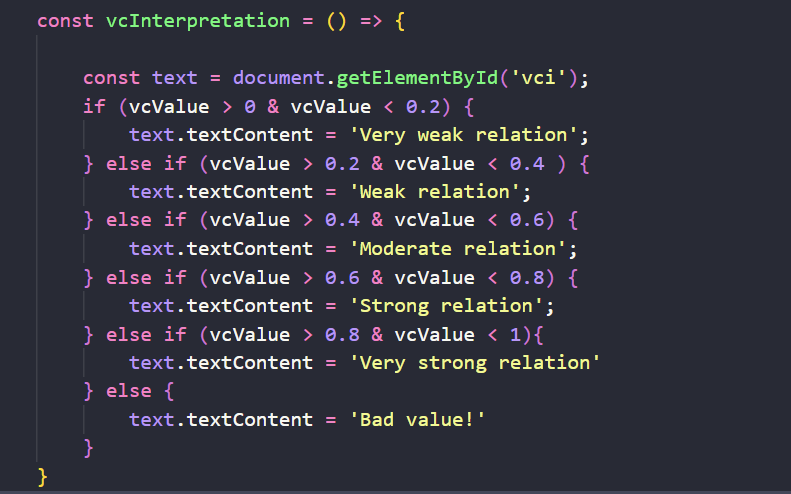 const vcInterpretation = () => {
const text = document.getElementById('vci');
if (vcValue > 0 & vcValue < 0.2) {
text.textContent = 'Very weak relation';
} else if (vcValue > 0.2 & vcValue < 0.4 ) {
text.textContent = 'Weak relation';
} else if (vcValue > 0.4 & vcValue < 0.6) {
text.textContent = 'Moderate relation';
} else if (vcValue > 0.6 & vcValue < 0.8) {
text.textContent = 'Strong relation';
} else if (vcValue > 0.8 & vcValue < 1){
text.textContent = 'Very strong relation'
} else {
text.textContent = 'Bad value!'
}
}